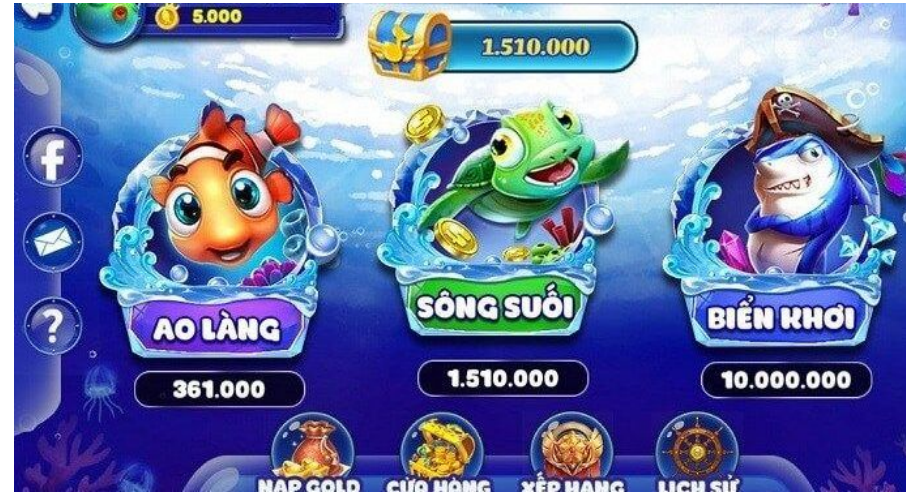 5.000
1.510.000
AO LÀNG
SÔNG SUỐI
BIỂN KHƠI
361.000
1.510.000
10.000.000
NẠP GOLD
CỬA HÀNG
XẾP HẠNG
LỊCH SỬ